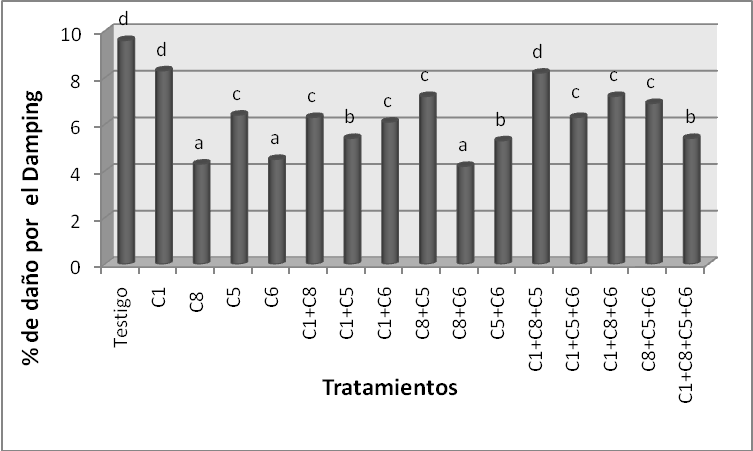 % de daño por el Damping
10
8
6
4
2
0
d
d
a
c
a
c
b
c
c
a
b
d
c
c
c
b
Testigo
C1
C8
C5
C6
C1+C8
C1+C5
C1+C6
C8+C5
C8+C6
C5+C6
C1+C8+C5
C1+C5+C6
C1+C8+C6
C8+C5+C6
C1+C8+C5+C6
Tratamientos